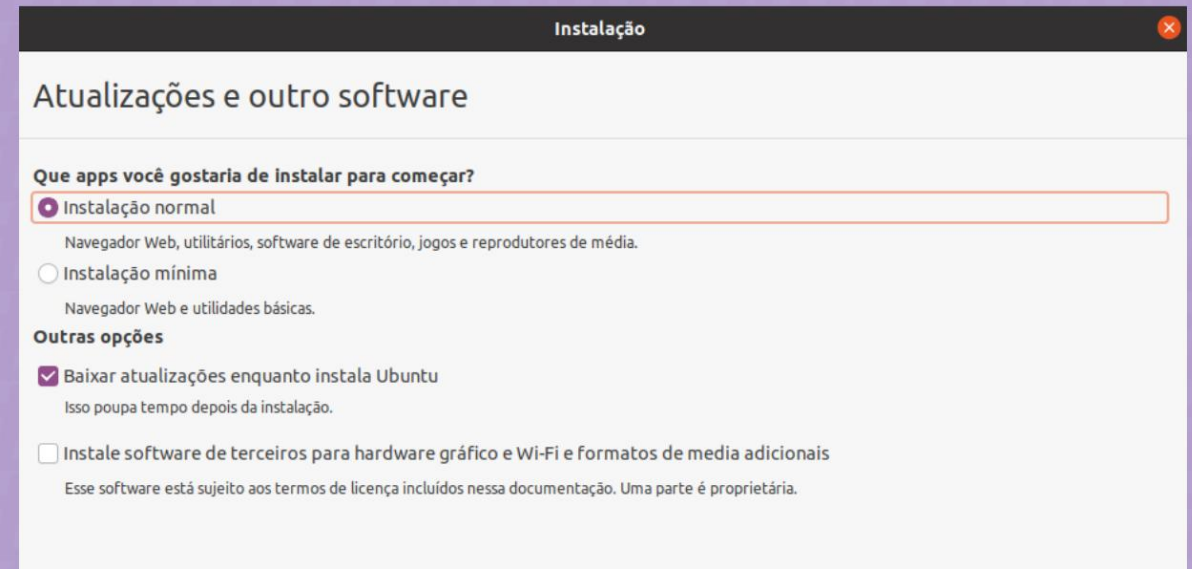 Instalação
Atualizações e outro software
Que apps você gostaria de instalar para começar?
Instalação normal
Navegador Web, utilitários, software de escritório, jogos e reprodutores de média.
Instalação mínima
Navegador Web e utilidades básicas.
Outras opções
Baixar atualizações enquanto instala Ubuntu
Isso poupa tempo depois da instalação.
Instale software de terceiros para hardware gráfico e Wi-Fi e formatos de media adicionais
Esse software está sujeito aos termos de licença incluídos nessa documentação. Uma parte é proprietária.